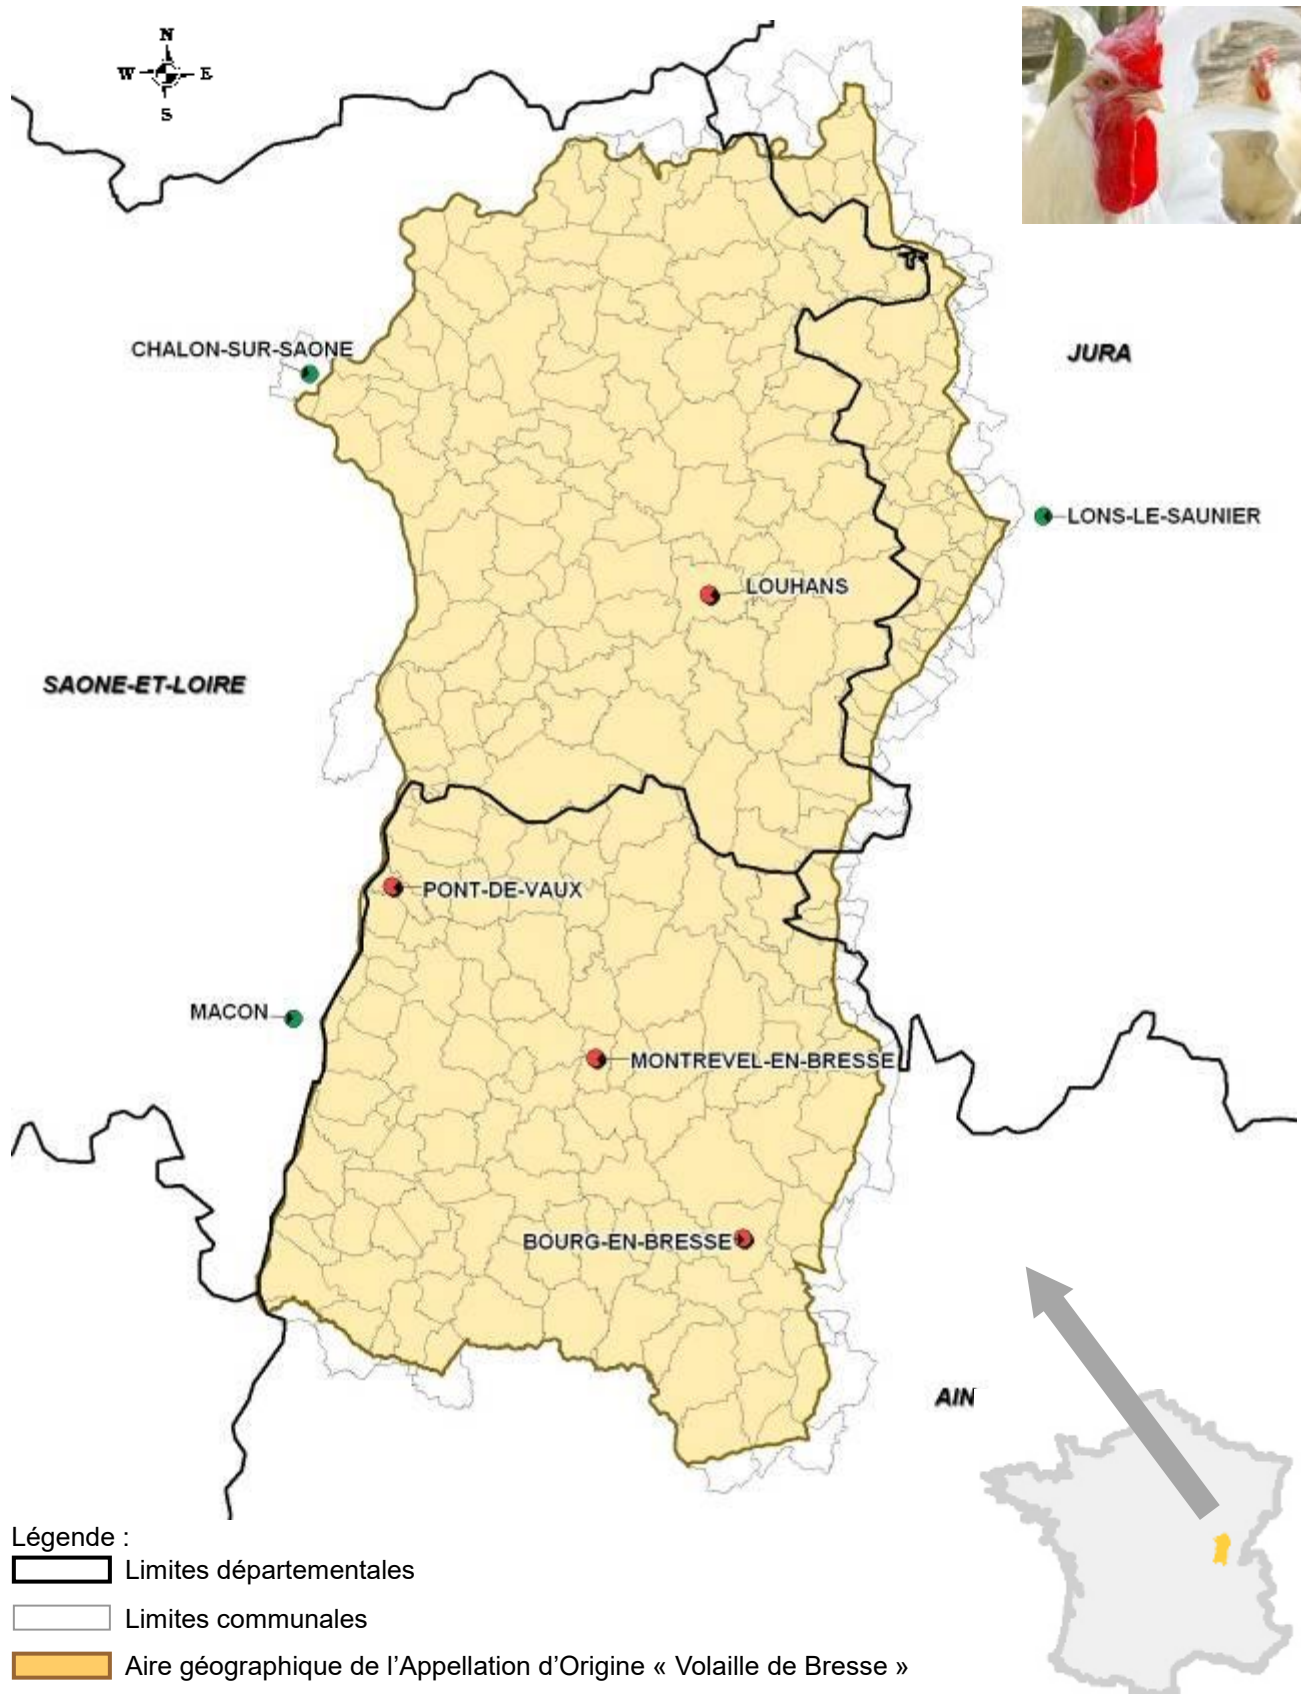 N
W E
S
CHALON-SUR-SAONE
JURA
LONS-LE-SAUNIER
LOUHANS
SAONE-ET-LOIRE
PONT-DE-VAUX
MACON
MONTREVEL-EN-BRESSE
BOURG-EN-BRESSE
AIN
Légende :
Limites départementales
Limites communales
Aire géographique de l’Appellation d’Origine « Volaille de Bresse »